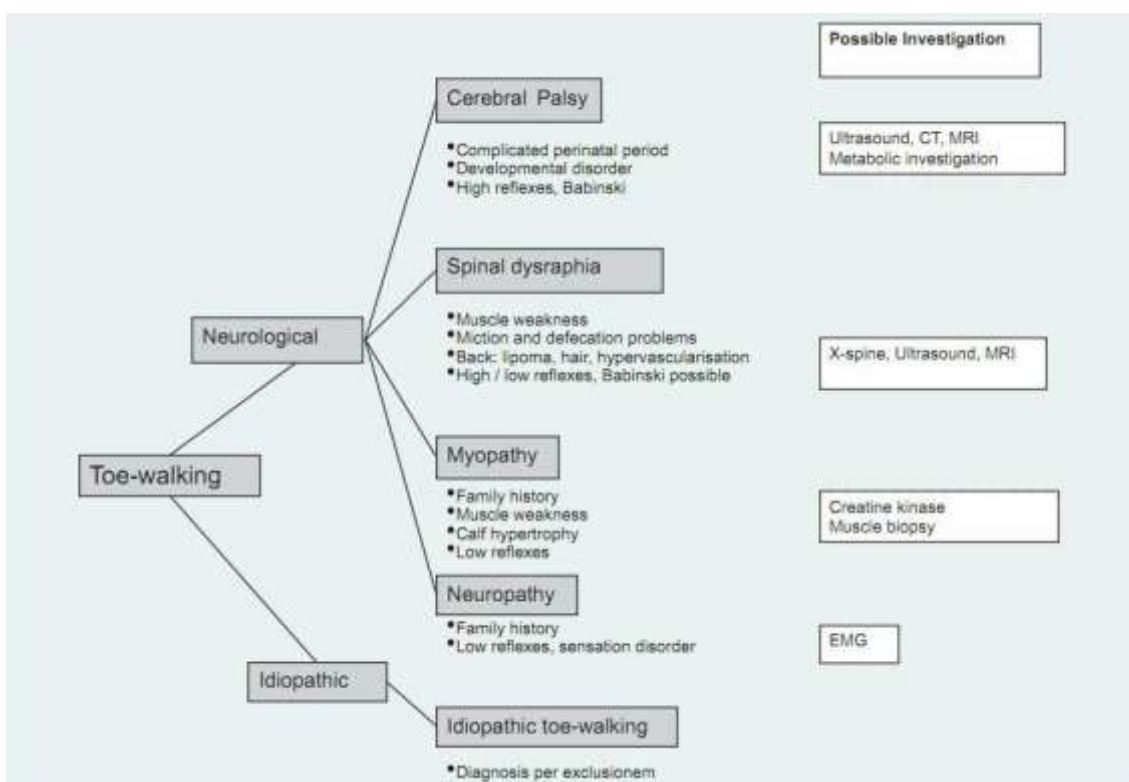 Possible Investigation
Cerebral Palsy
•Complicated perinatal period
•Developmental disorder
•High reflexes, Babinski
Ultrasound, CT, MRI
Metabolic investigation
Spinal dysraphia
•Muscle weakness
•Miction and defecation problems
•Back: lipoma, hair, hypervascularisation
•High / low reflexes, Babinski possible
X-spine, Ultrasound, MRI
Neurological
Toe-walking
Myopathy
•Family history
•Muscle weakness
•Calf hypertrophy
•Low reflexes
Creatine kinase
Muscle biopsy
Neuropathy
•Family history
•Low reflexes, sensation disorder
EMG
Idiopathic
Idiopathic toe-walking
•Diagnosis per exclusionem